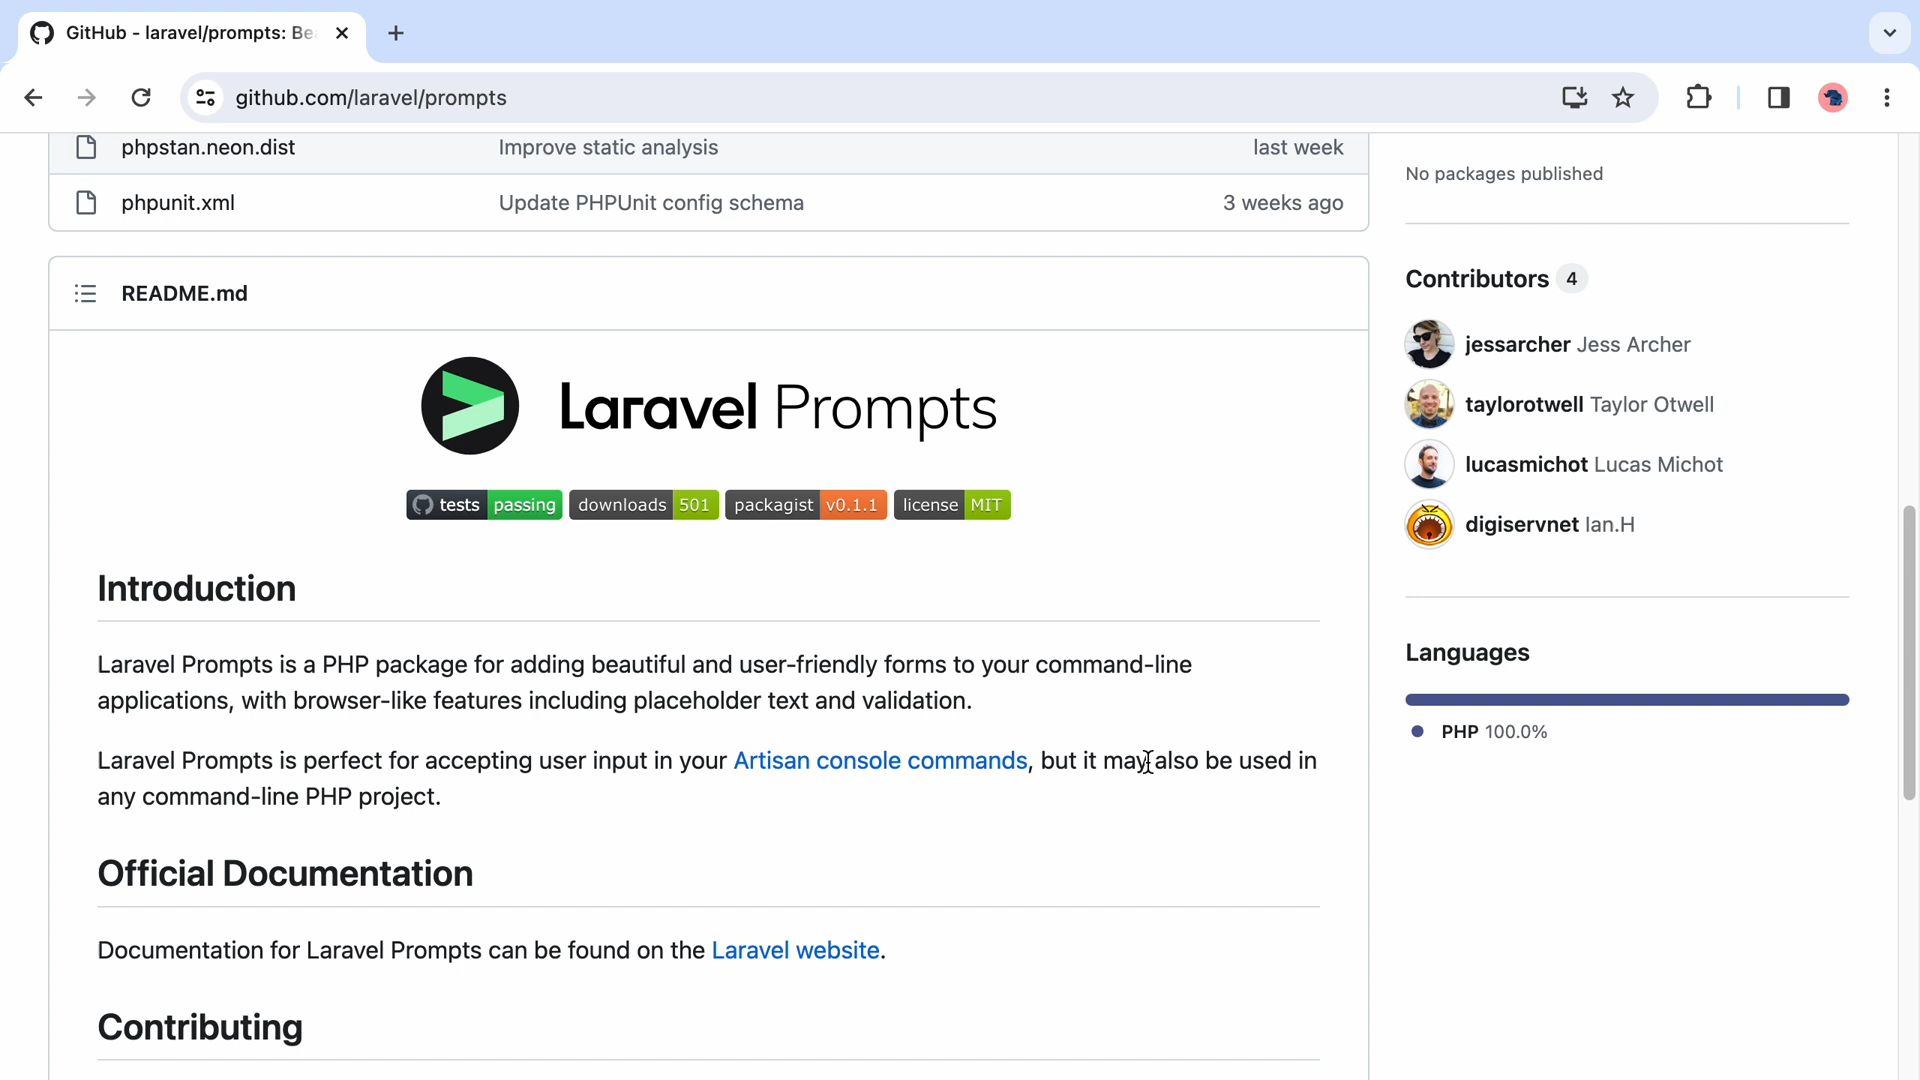 GitHub - laravel/prompts: Be
github.com/laravel/prompts
phpstan.neon.dist Improve static analysis last week
phpunit.xml Update PHPUnit config schema 3 weeks ago
README.md
Laravel Prompts
tests passing downloads 501 packagist v0.1.1 license MIT
Introduction
Laravel Prompts is a PHP package for adding beautiful and user-friendly forms to your command-line
applications, with browser-like features including placeholder text and validation.
Laravel Prompts is perfect for accepting user input in your Artisan console commands, but it may also be used in
any command-line PHP project.
Official Documentation
Documentation for Laravel Prompts can be found on the Laravel website.
Contributing
No packages published
Contributors 4
jessarcher Jess Archer
taylorotwell Taylor Otwell
lucasmichot Lucas Michot
digiservnet Ian.H
Languages
PHP 100.0%